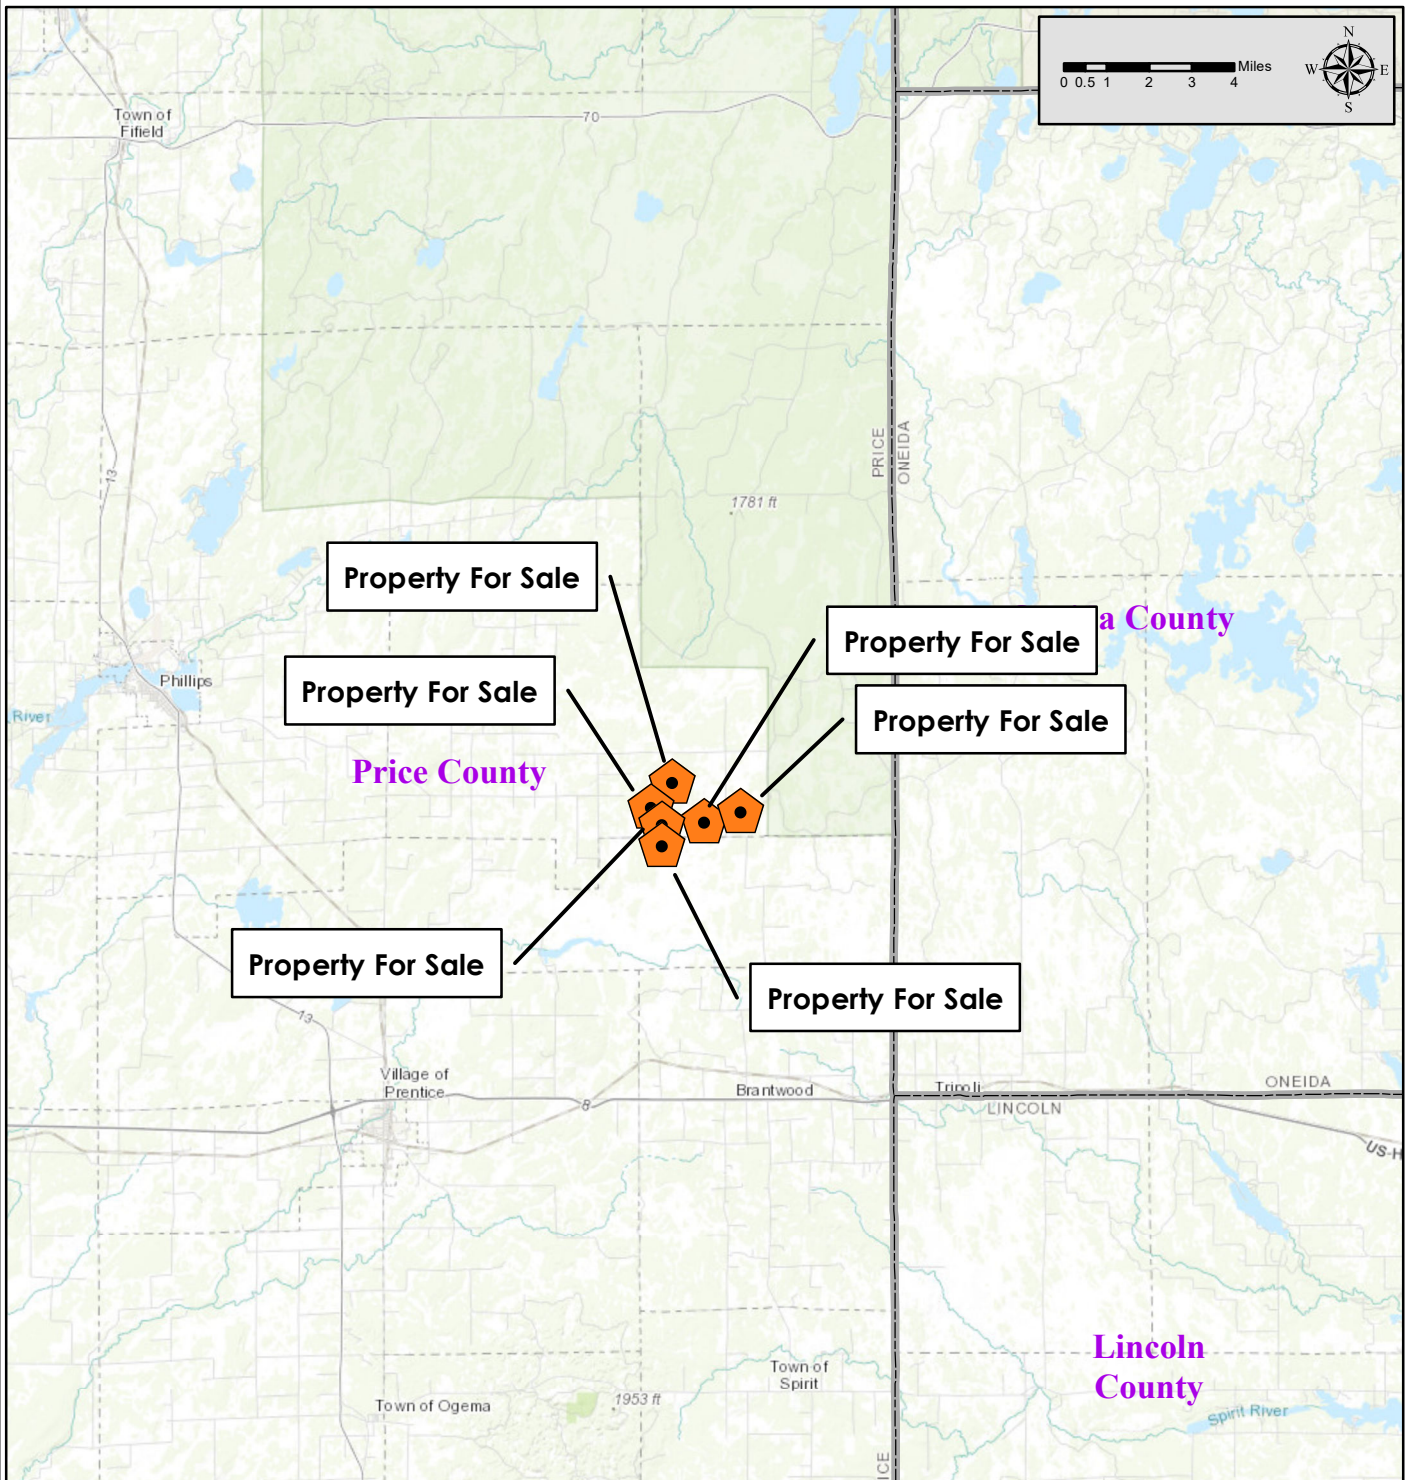 N
W E
S
Miles
0 0.5 1 2 3 4
Town of
Fifield
70
13
PRICE
ONEIDA
1781 ft
Property For Sale
a County
Property For Sale
Phillips
Property For Sale
Property For Sale
River
Price County
Property For Sale
Property For Sale
13
Village of
Prentice
8
Brantwood
Tripoli
ONEIDA
LINCOLN
US-H
Lincoln
County
Town of
Spirit
1953 ft
Town of Ogema
Spirit River
ICE